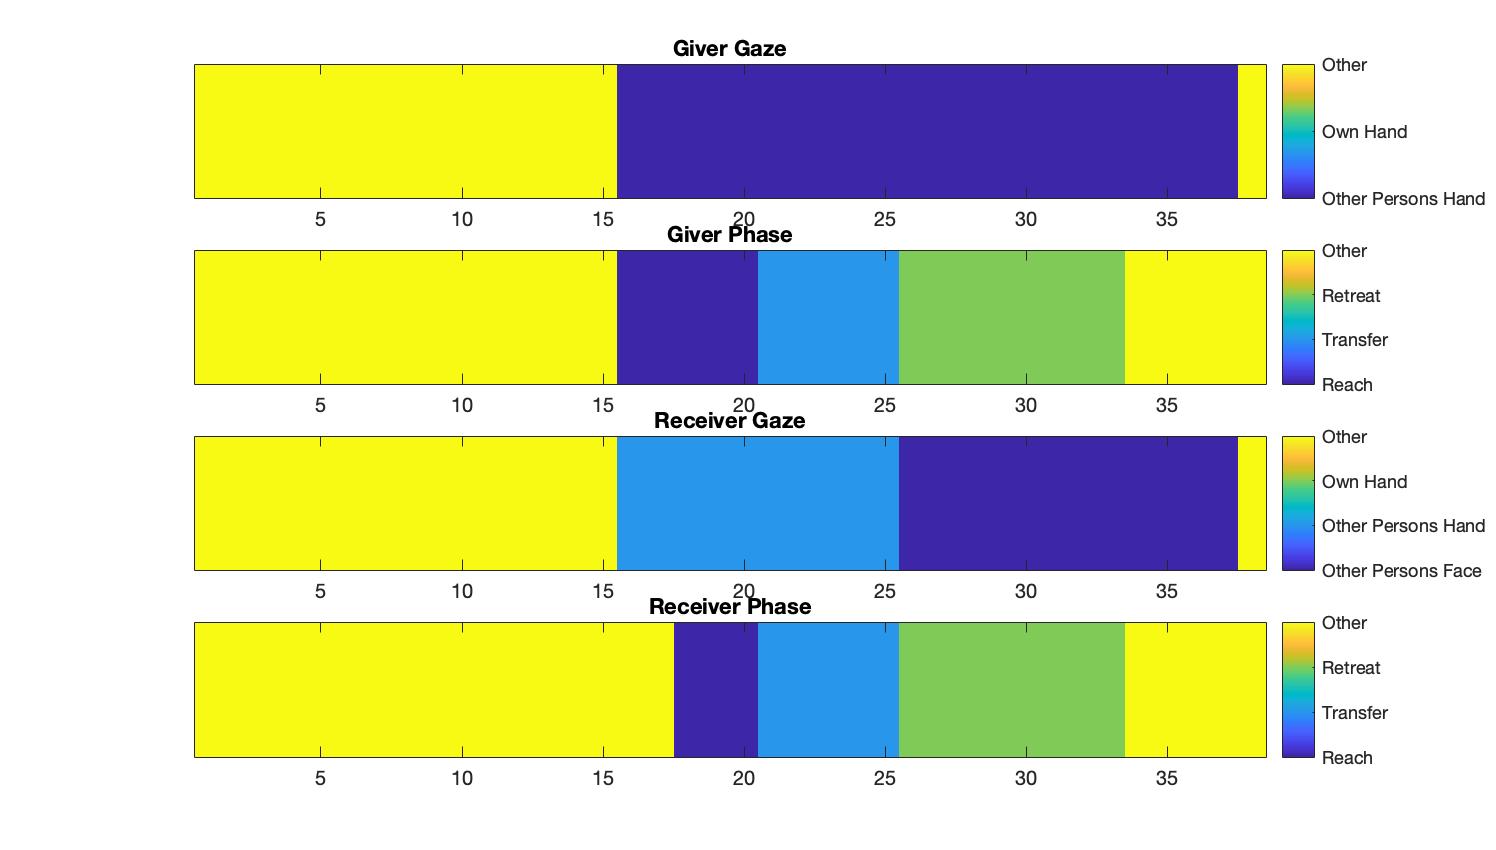 Giver Gaze
Other
Own Hand
Other Persons Hand
5 10 15 20 25 30 35
Giver Phase
Other
Retreat
Transfer
Reach
5 10 15 20 25 30 35
Receiver Gaze
Other
Own Hand
Other Persons Hand
Other Persons Face
5 10 15 20 25 30 35
Receiver Phase
Other
Retreat
Transfer
Reach
5 10 15 20 25 30 35